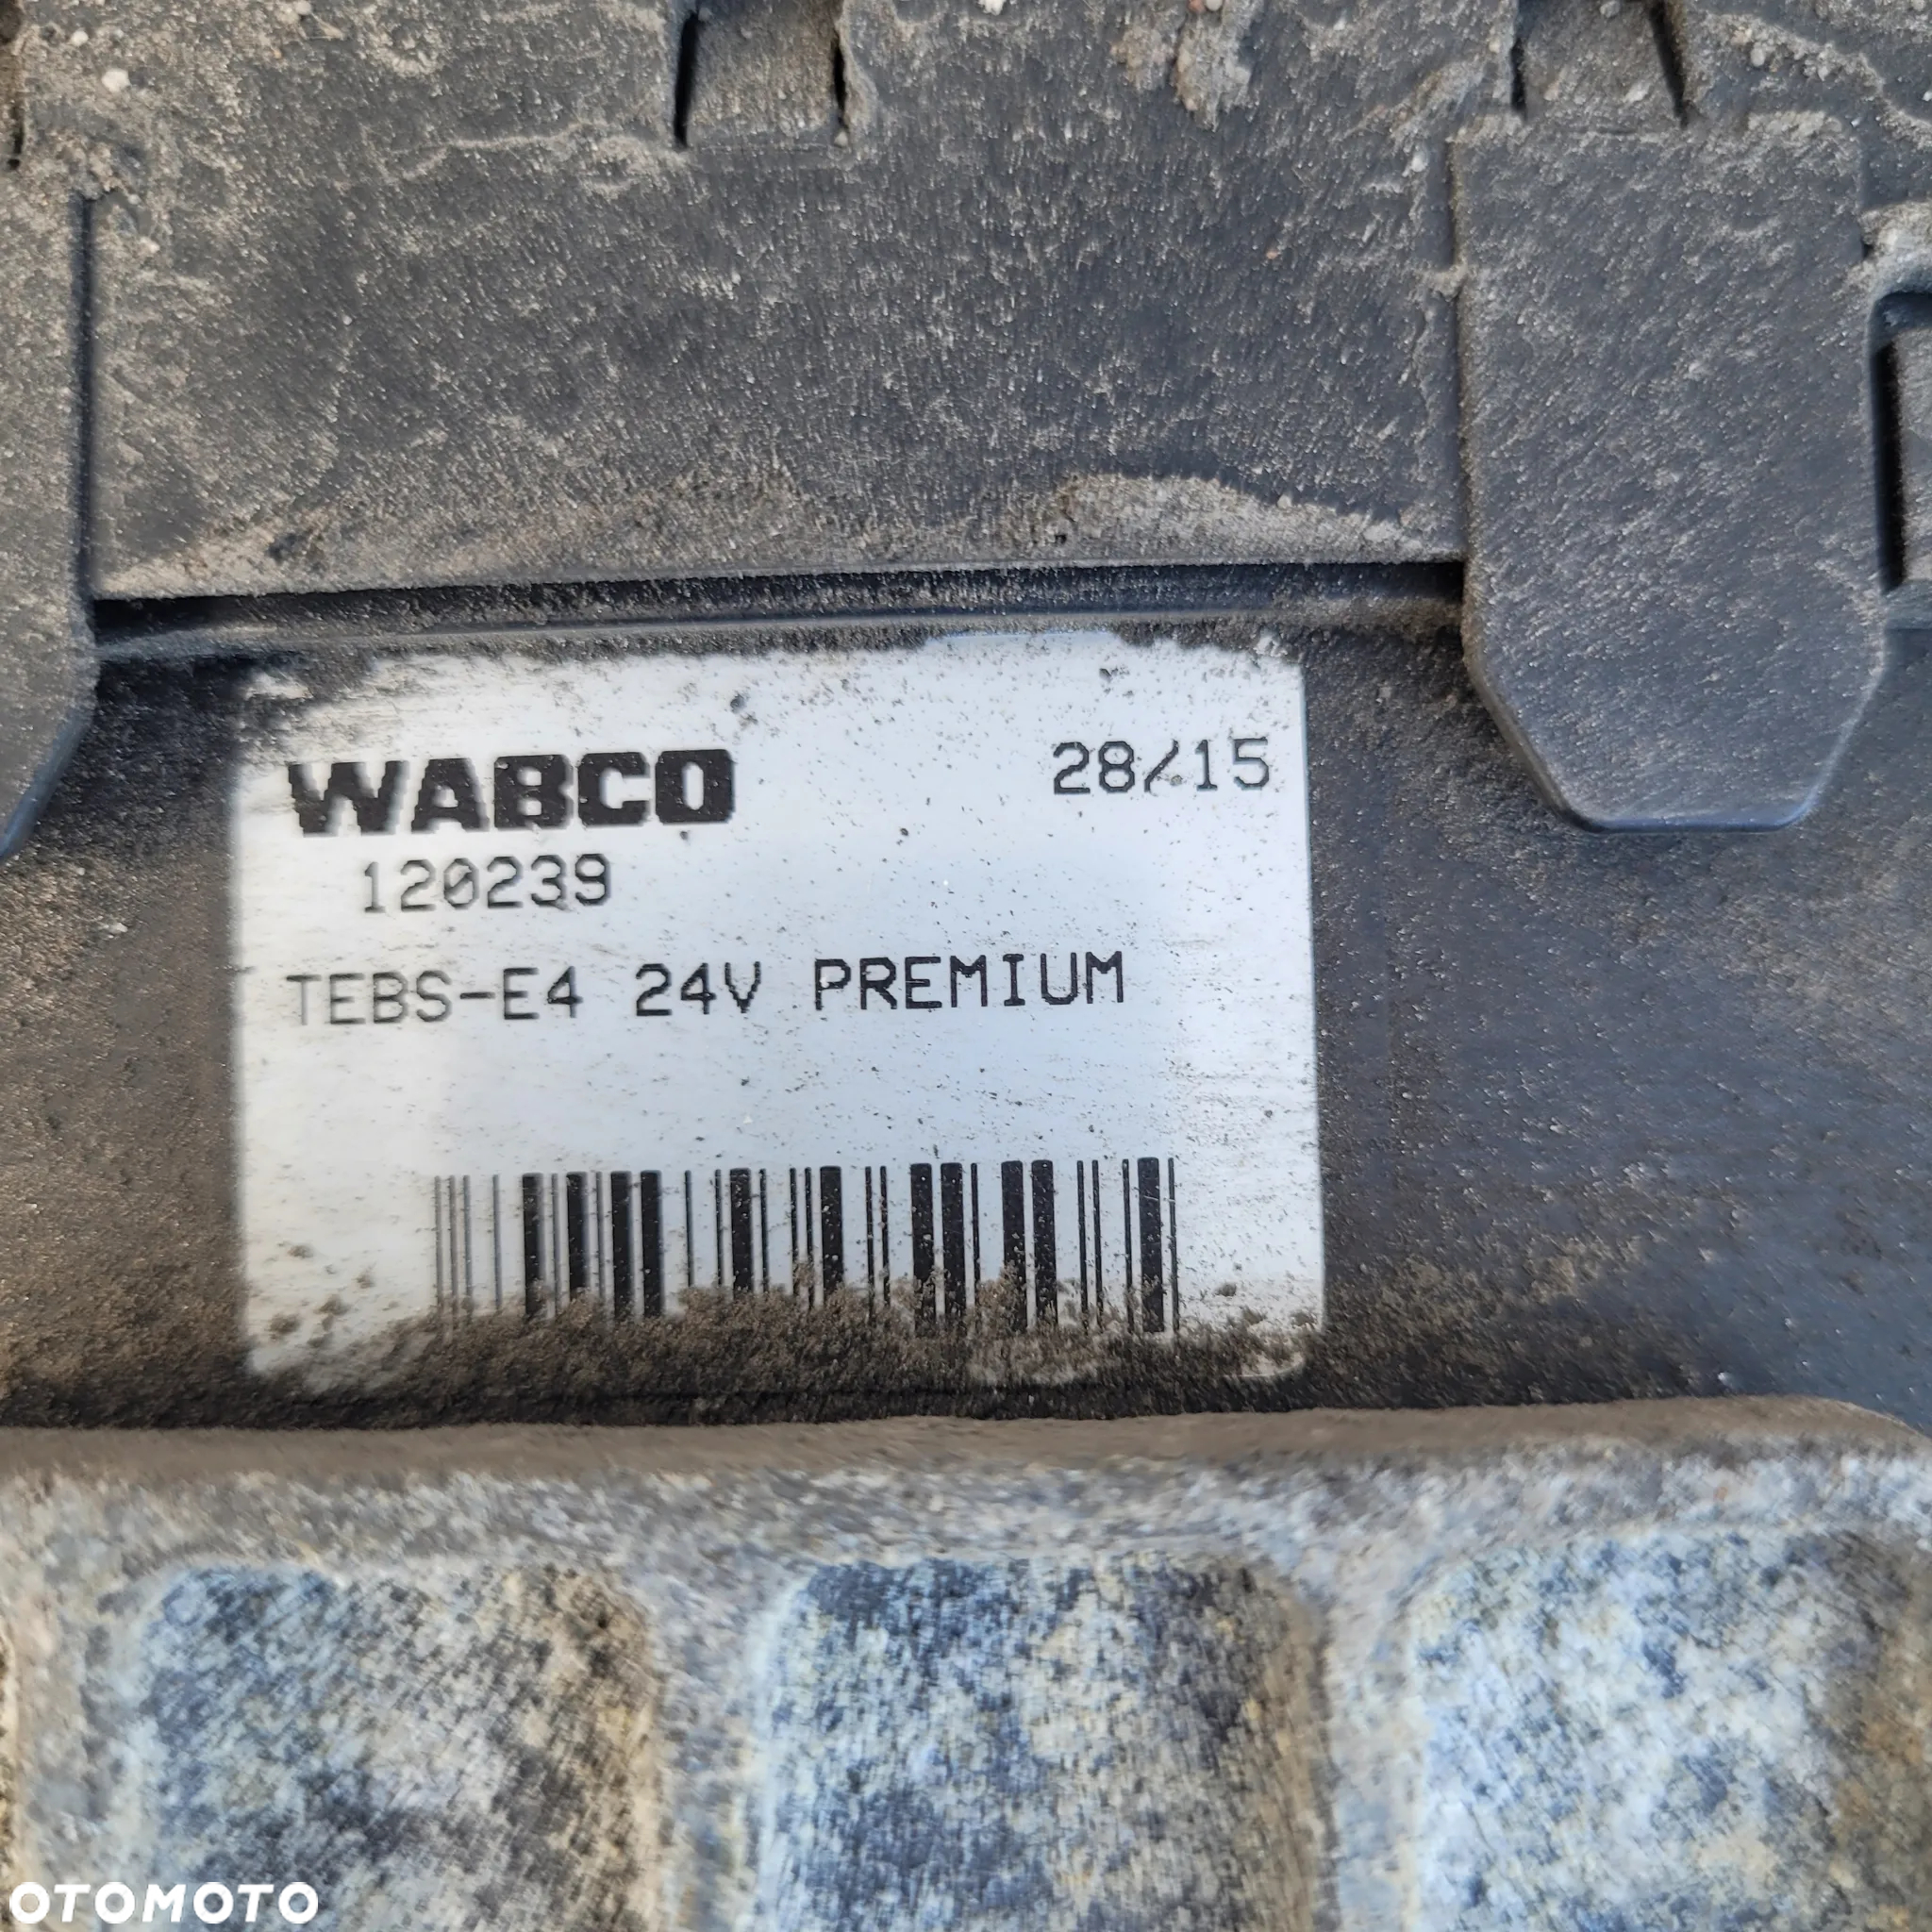 WABCO 28/15
120239
TEBS-E4 24V PREMIUM
OTOMOTO